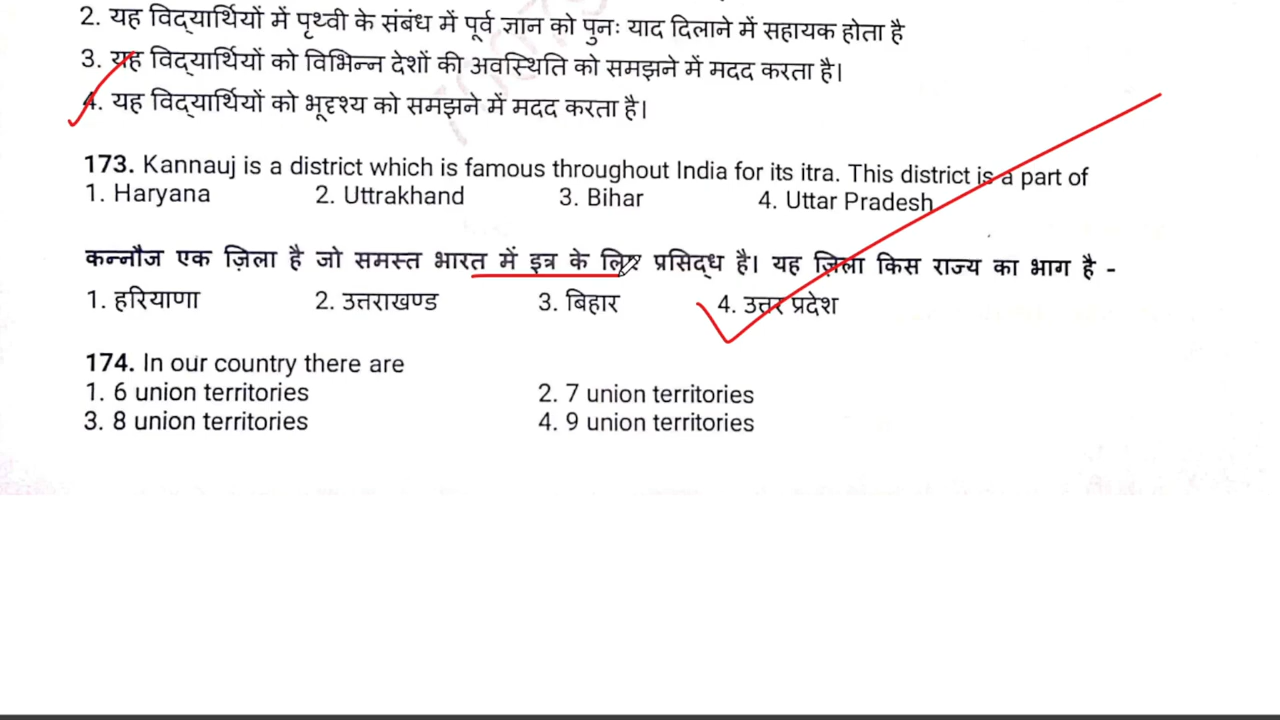 2. यह विद्यार्थियों में पृथ्वी के संबंध में पूर्व ज्ञान को पुनः याद दिलाने में सहायक होता है
3. यह विद्यार्थियों को विभिन्न देशों की अवस्थिति को समझने में मदद करता है।
4. यह विद्यार्थियों को भूदृश्य को समझने में मदद करता है।
173. Kannauj is a district which is famous throughout India for its itra. This district is a part of
1. Haryana 2. Uttrakhand 3. Bihar 4. Uttar Pradesh
कन्नौज एक ज़िला है जो समस्त भारत में इत्र के लिए प्रसिद्ध है। यह ज़िला किस राज्य का भाग है -
1. हरियाणा 2. उत्तराखण्ड 3. बिहार 4. उत्तर प्रदेश
174. In our country there are
1. 6 union territories 2. 7 union territories
3. 8 union territories 4. 9 union territories